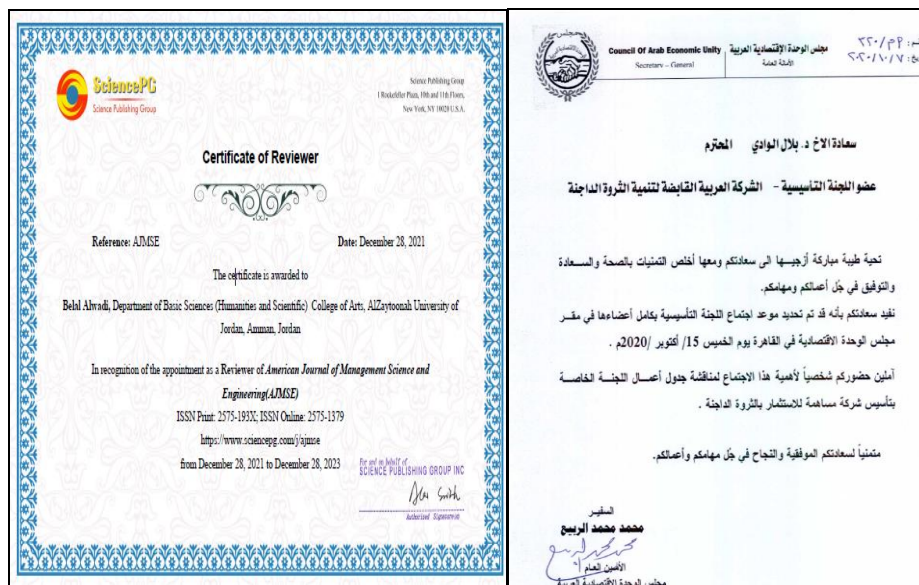 SciencePG
Science Publishing Group
Science Publishing Group
1 Rockefeller Plaza, 10th and 11th Floors,
New York, NY 10020 U.S.A.
Certificate of Reviewer
Reference: AJMSE Date: December 28, 2021
The certificate is awarded to
Belal Alwadi, Department of Basic Sciences (Humanities and Scientific) College of Arts, AlZaytoonah University of
Jordan, Amman, Jordan
In recognition of the appointment as a Reviewer of American Journal of Management Science and
Engineering(AJMSE)
ISSN Print: 2575-193X; ISSN Online: 2575-1379
https://www.sciencepg.com/j/ajmse
from December 28, 2021 to December 28, 2023
For and on behalf of
SCIENCE PUBLISHING GROUP INC
Authorised Signature(s)
Council Of Arab Economic Unity
Secretary – General
مجلس الوحدة الإقتصادية العربية
الأمانة العامة
٢٠٢٠/١٠/٧
سعادة الاخ د. بلال الوادي المحترم
عضو اللجنة التأسيسية - الشركة العربية القابضة لتنمية الثروة الداجنة
تحية طيبة مباركة أزجيها الى سعادتكم ومعها أخلص التمنيات بالصحة والسعادة
والتوفيق في جُل أعمالكم ومهامكم.
نفيد سعادتكم بأنه قد تم تحديد موعد اجتماع اللجنة التأسيسية بكامل أعضاءها في مقر
مجلس الوحدة الاقتصادية في القاهرة يوم الخميس 15/ أكتوبر /2020م .
آملين حضوركم شخصياً لأهمية هذا الاجتماع لمناقشة جدول أعمال اللجنة الخاصة
بتأسيس شركة مساهمة للاستثمار بالثروة الداجنة .
متمنياً لسعادتكم الموفقية والنجاح في جُل مهامكم وأعمالكم.
السفير
محمد محمد الربيع
الأمين العام
مجلس الوحدة الاقتصادية العربية